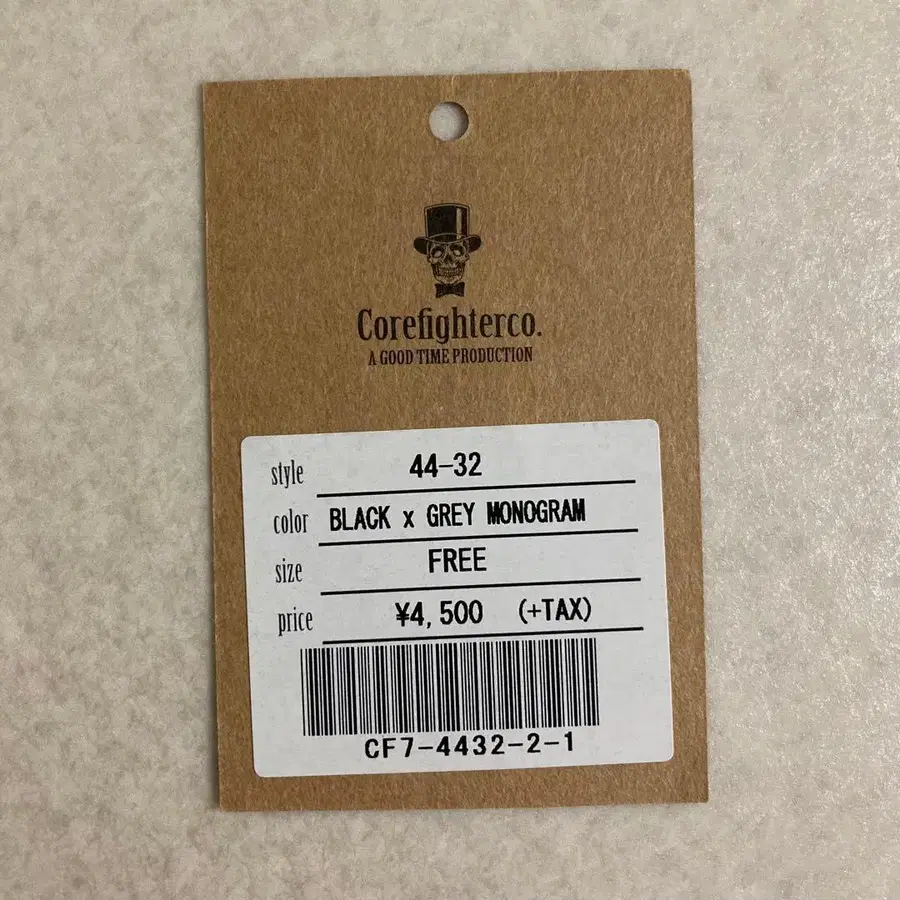 Corefighterco.
A GOOD TIME PRODUCTION
style 44-32
color BLACK x GREY MONOGRAM
size FREE
price ¥4,500 (+TAX)
CF7-4432-2-1